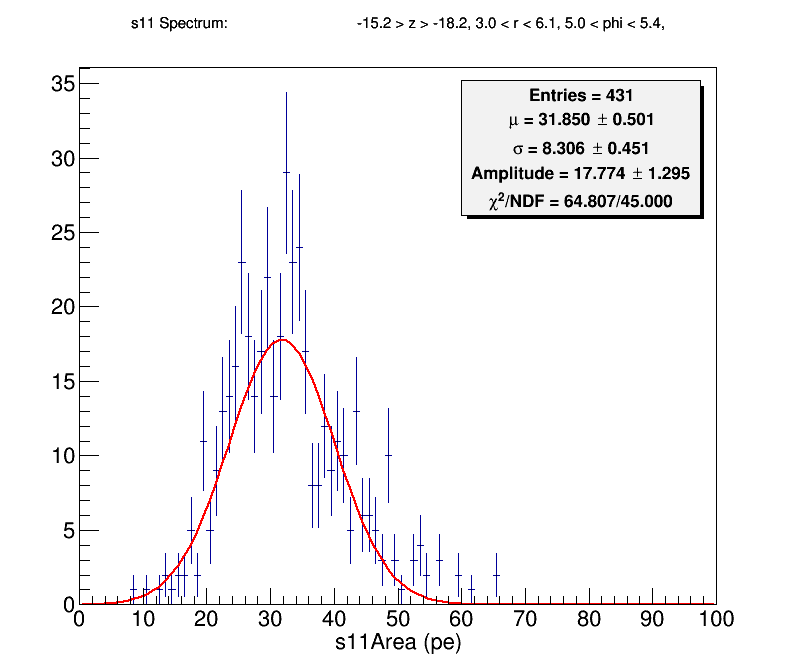 s11 Spectrum: -15.2 > z > -18.2, 3.0 < r < 6.1, 5.0 < phi < 5.4,
Entries = 431
μ = 31.850 ± 0.501
σ = 8.306 ± 0.451
Amplitude = 17.774 ± 1.295
χ²/NDF = 64.807/45.000
35
30
25
20
15
10
5
0
0 10 20 30 40 50 60 70 80 90 100
s11Area (pe)